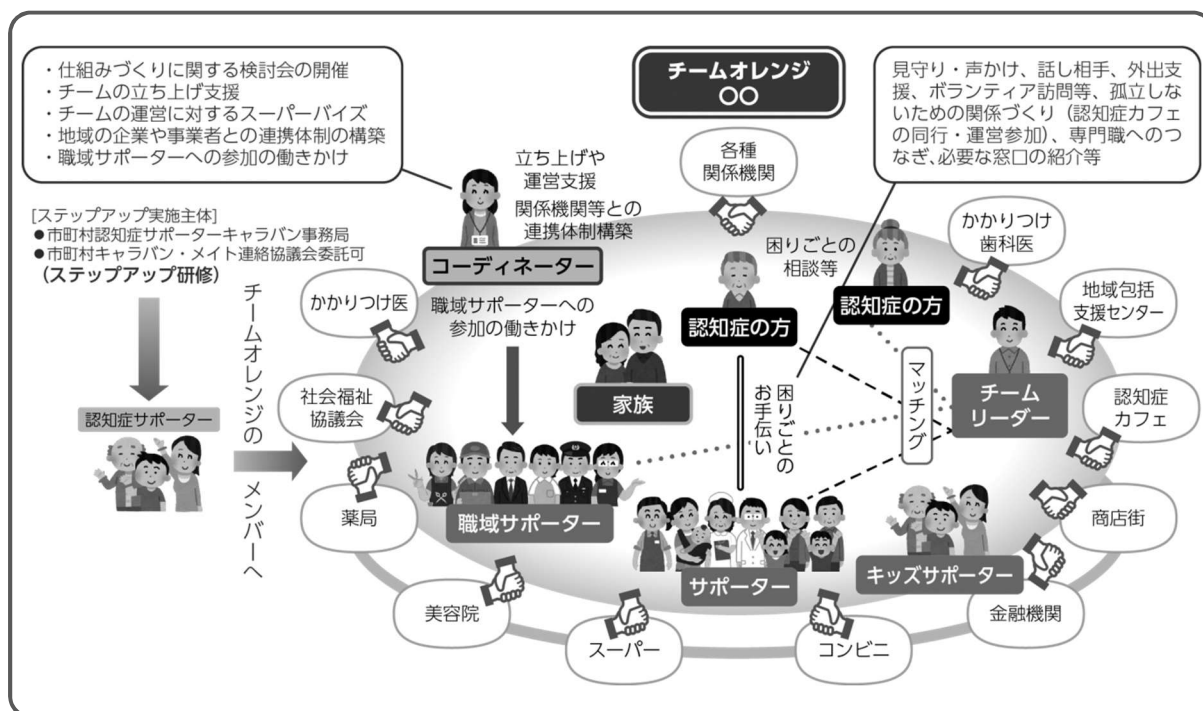 ・仕組みづくりに関する検討会の開催
・チームの立ち上げ支援
・チームの運営に対するスーパーバイズ
・地域の企業や事業者との連携体制の構築
・職域サポーターへの参加の働きかけ
チームオレンジ
○○
見守り・声かけ、話し相手、外出支
援、ボランティア訪問等、孤立しな
いための関係づくり（認知症カフェ
の同行・運営参加）、専門職へのつ
なぎ、必要な窓口の紹介等
[ステップアップ実施主体]
●市町村認知症サポーターキャラバン事務局
●市町村キャラバン・メイト連絡協議会委託可
（ステップアップ研修）
認知症サポーター
チームオレンジの
メンバーへ
立ち上げや
運営支援
関係機関等との
連携体制構築
コーディネーター
職域サポーターへの
参加の働きかけ
各種
関係機関
困りごとの
相談等
認知症の方
認知症の方
家族
困りごとの
お手伝い
マッチング
チーム
リーダー
職域サポーター
サポーター
キッズサポーター
かかりつけ
歯科医
地域包括
支援センター
認知症
カフェ
商店街
金融機関
コンビニ
スーパー
美容院
薬局
社会福祉
協議会
かかりつけ医